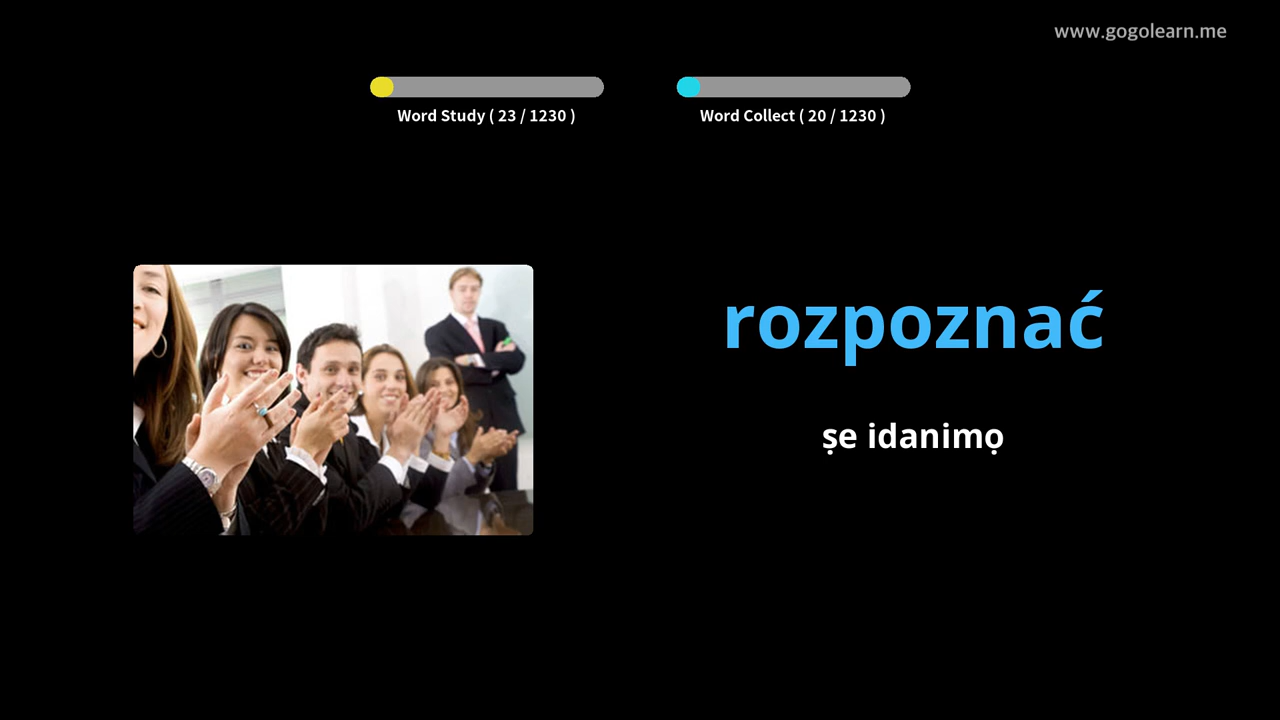 www.gogolearn.me
Word Study ( 23 / 1230 )
Word Collect ( 20 / 1230 )
rozpoznać
ṣe idanimọ